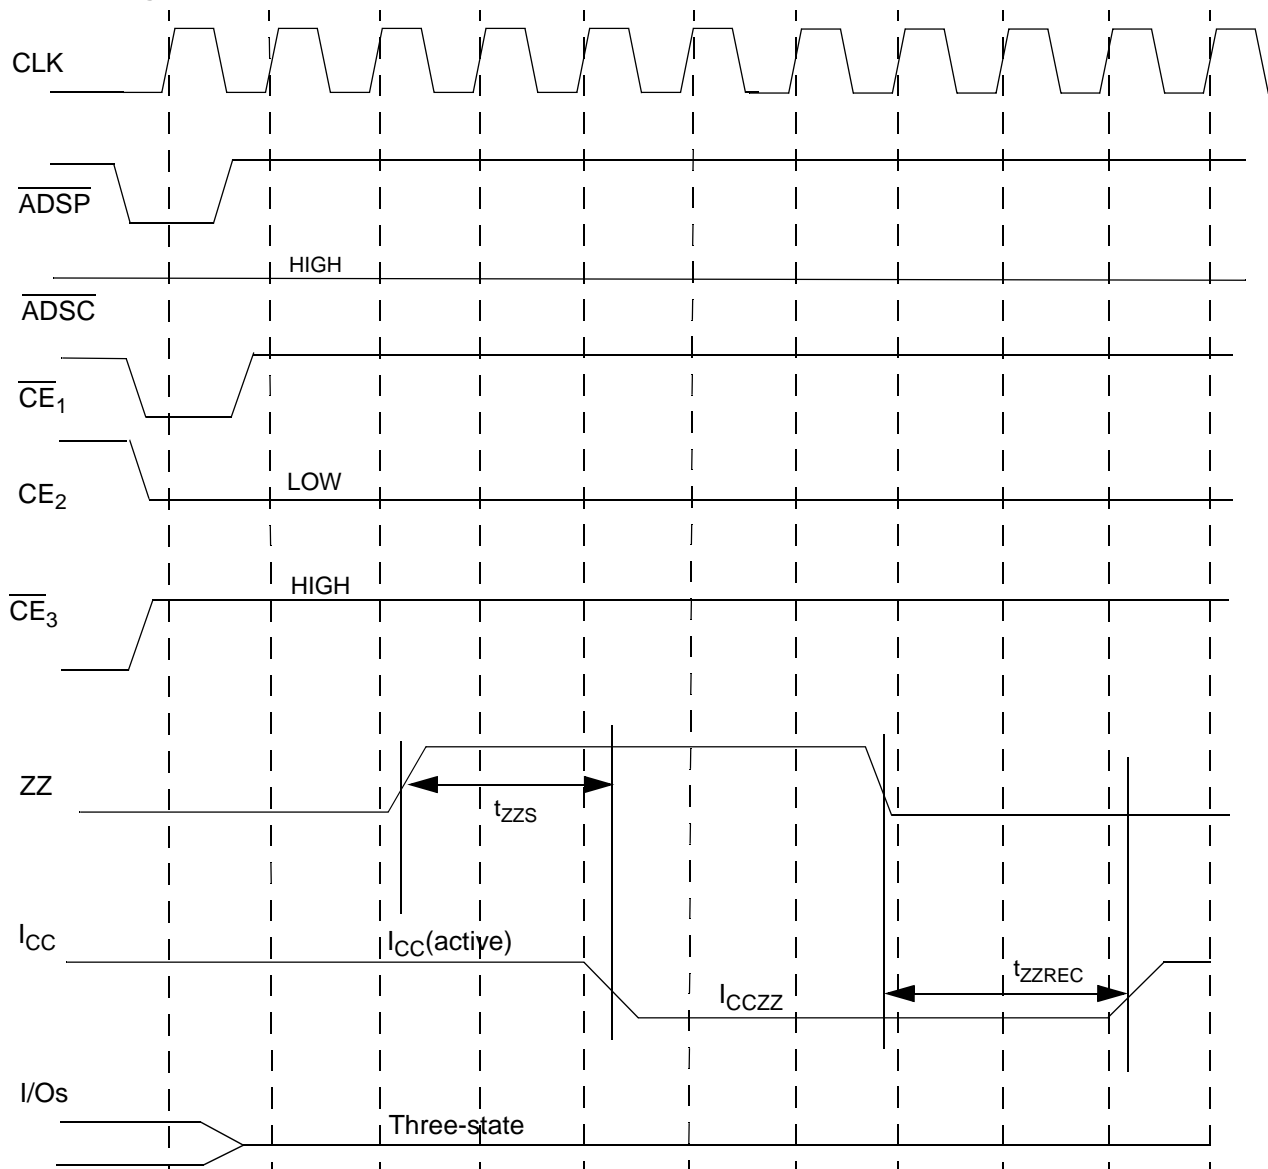 CLK
ADSP
HIGH
ADSC
CE1
LOW
CE2
HIGH
CE3
ZZ
tZZS
ICC
ICC(active)
tZZREC
ICCZZ
I/Os
Three-state